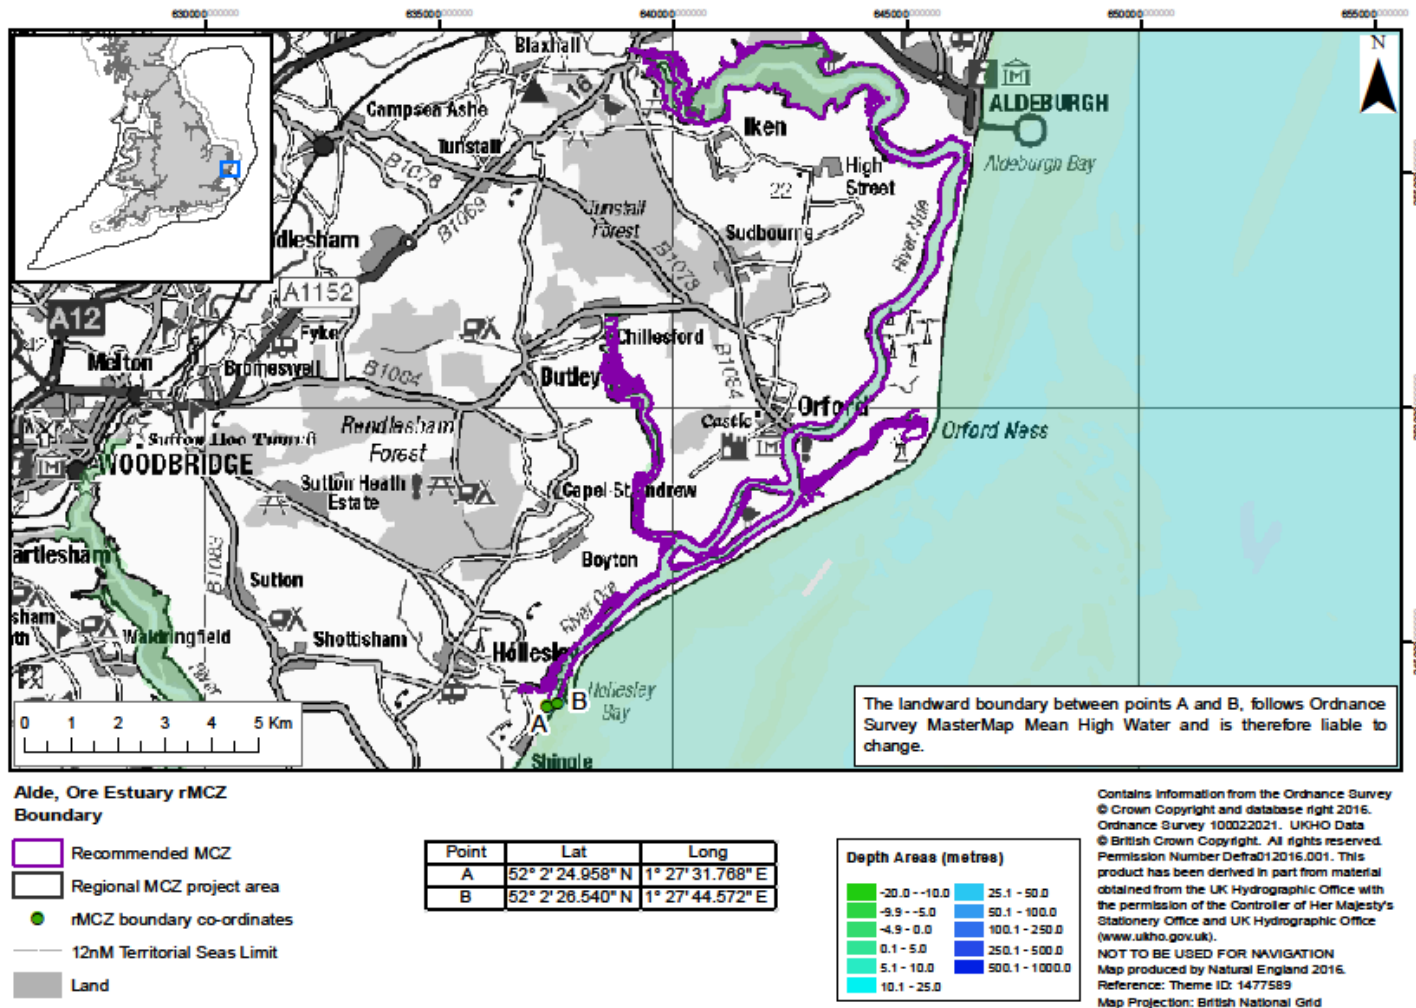 630000
635000
640000
645000
650000
655000
N
Blaxhall
16
Campsea Ashe
Tunstall
Iken
ALDEBURGH
Aldeburgh Bay
High
Street
22
B1078
B1069
Tunstall
Forest
Sudbourne
River Alde
dlesham
A1152
B1078
A12
Melton
Eyke
Bromeswell
B1084
Chillesford
Butley
B1084
Orford
Castle
Orford Ness
Sutton Hoo Tumuli
WOODBRIDGE
Rendlesham
Forest
Sutton Heath
Estate
Capel St Andrew
Boyton
artlesham
B1083
Sutton
River Ore
sham
Waldringfield
River
Shottisham
Hollesley
Hollesley
Bay
A
B
Shingle
0 1 2 3 4 5 Km
The landward boundary between points A and B, follows Ordnance
Survey MasterMap Mean High Water and is therefore liable to
change.
Alde, Ore Estuary rMCZ
Boundary
Recommended MCZ
Regional MCZ project area
rMCZ boundary co-ordinates
12nM Territorial Seas Limit
Land
Point Lat Long
A 52° 2' 24.958" N 1° 27' 31.768" E
B 52° 2' 26.540" N 1° 27' 44.572" E
Depth Areas (metres)
-20.0 - -10.0 25.1 - 50.0
-9.9 - -5.0 50.1 - 100.0
-4.9 - 0.0 100.1 - 250.0
0.1 - 5.0 250.1 - 500.0
5.1 - 10.0 500.1 - 1000.0
10.1 - 25.0
Contains information from the Ordnance Survey
© Crown Copyright and database right 2016.
Ordnance Survey 100022021. UKHO Data
© British Crown Copyright. All rights reserved.
Permission Number Defra012016.001. This
product has been derived in part from material
obtained from the UK Hydrographic Office with
the permission of the Controller of Her Majesty's
Stationery Office and UK Hydrographic Office
(www.ukho.gov.uk).
NOT TO BE USED FOR NAVIGATION
Map produced by Natural England 2016.
Reference: Theme ID: 1477589
Map Projection: British National Grid